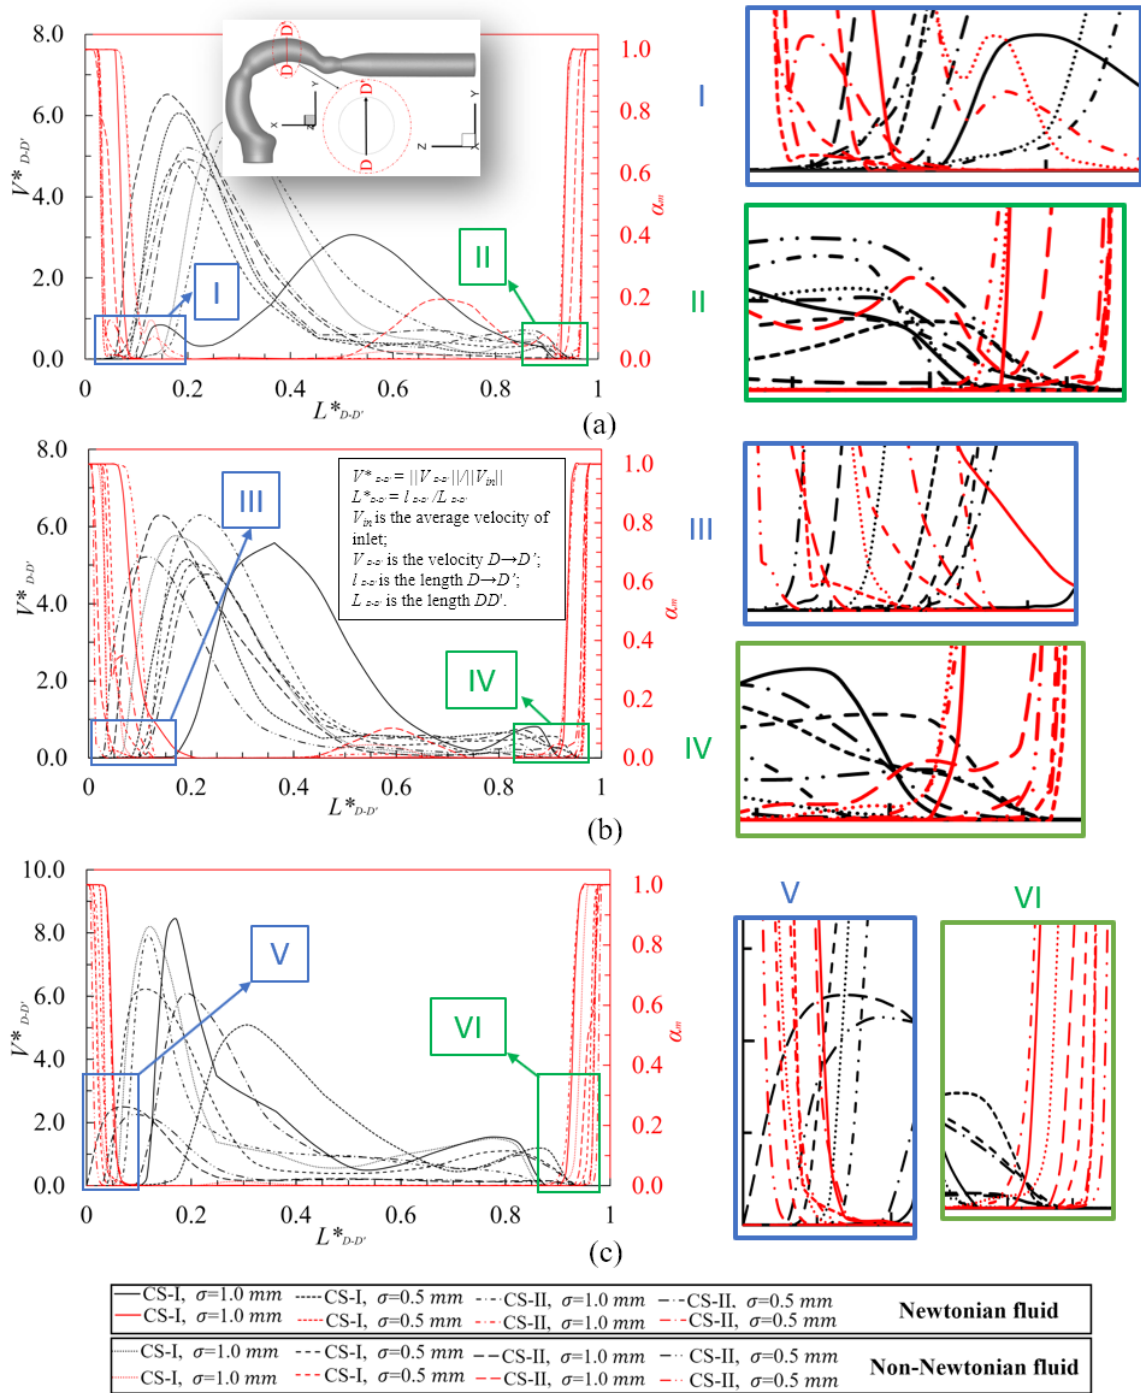 8.0
6.0
4.0
2.0
0.0
V* D-D'
1.0
0.8
0.6
0.4
0.2
0.0
αm
D'
D
X
Y
Z
D'
D
Y
Z
X
I
II
0
0.2
0.4
0.6
0.8
1
L*D-D'
(a)
I
II
8.0
6.0
4.0
2.0
0.0
V* D-D'
1.0
0.8
0.6
0.4
0.2
0.0
αm
V* D-D' = ||V D-D'||/||Vin||
L*D-D' = l D-D' /L D-D'
Vin is the average velocity of
inlet;
V D-D' is the velocity D→D';
l D-D' is the length D→D';
L D-D' is the length DD'.
III
IV
0
0.2
0.4
0.6
0.8
1
L*D-D'
(b)
III
IV
10.0
8.0
6.0
4.0
2.0
0.0
V* D-D'
1.0
0.8
0.6
0.4
0.2
0.0
αm
V
VI
0
0.2
0.4
0.6
0.8
1
L*D-D'
(c)
V
VI
CS-I, σ=1.0 mm CS-I, σ=0.5 mm CS-II, σ=1.0 mm CS-II, σ=0.5 mm
CS-I, σ=1.0 mm CS-I, σ=0.5 mm CS-II, σ=1.0 mm CS-II, σ=0.5 mm
Newtonian fluid
CS-I, σ=1.0 mm CS-I, σ=0.5 mm CS-II, σ=1.0 mm CS-II, σ=0.5 mm
CS-I, σ=1.0 mm CS-I, σ=0.5 mm CS-II, σ=1.0 mm CS-II, σ=0.5 mm
Non-Newtonian fluid